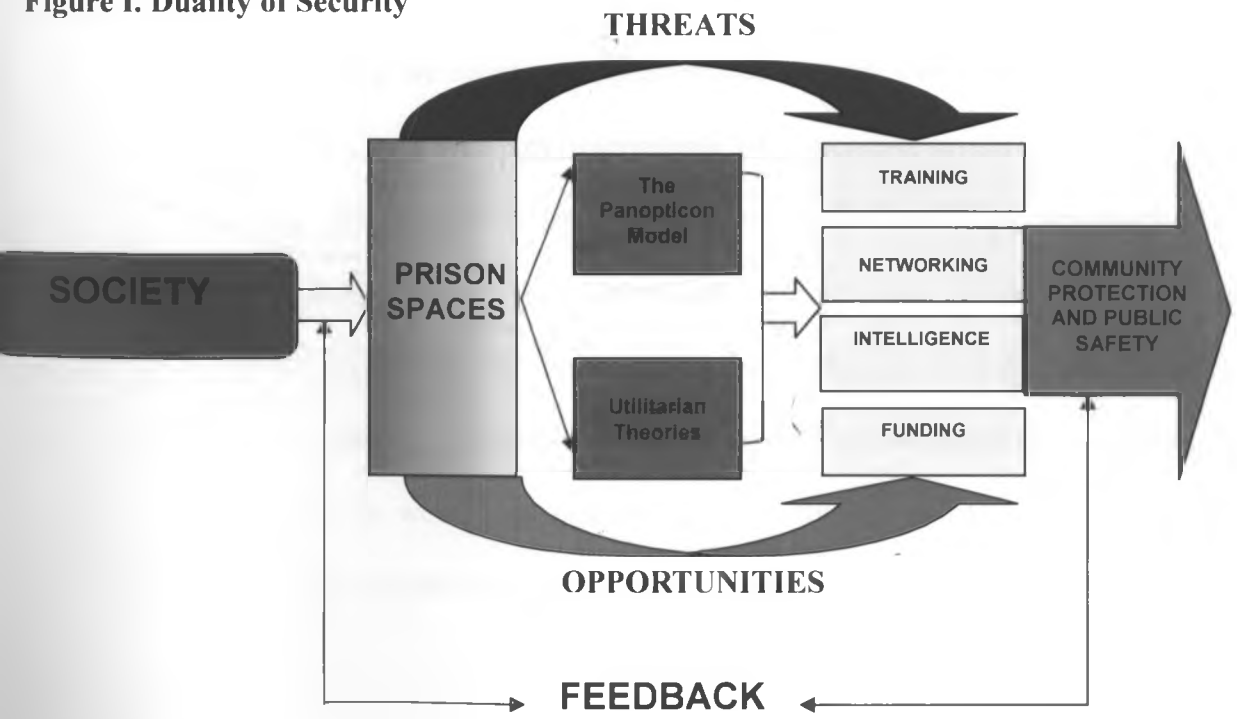 Figure I. Duality of Security
THREATS
SOCIETY
PRISON
SPACES
The
Panopticon
Model
Utilitarian
Theories
TRAINING
NETWORKING
INTELLIGENCE
FUNDING
COMMUNITY
PROTECTION
AND PUBLIC
SAFETY
OPPORTUNITIES
FEEDBACK